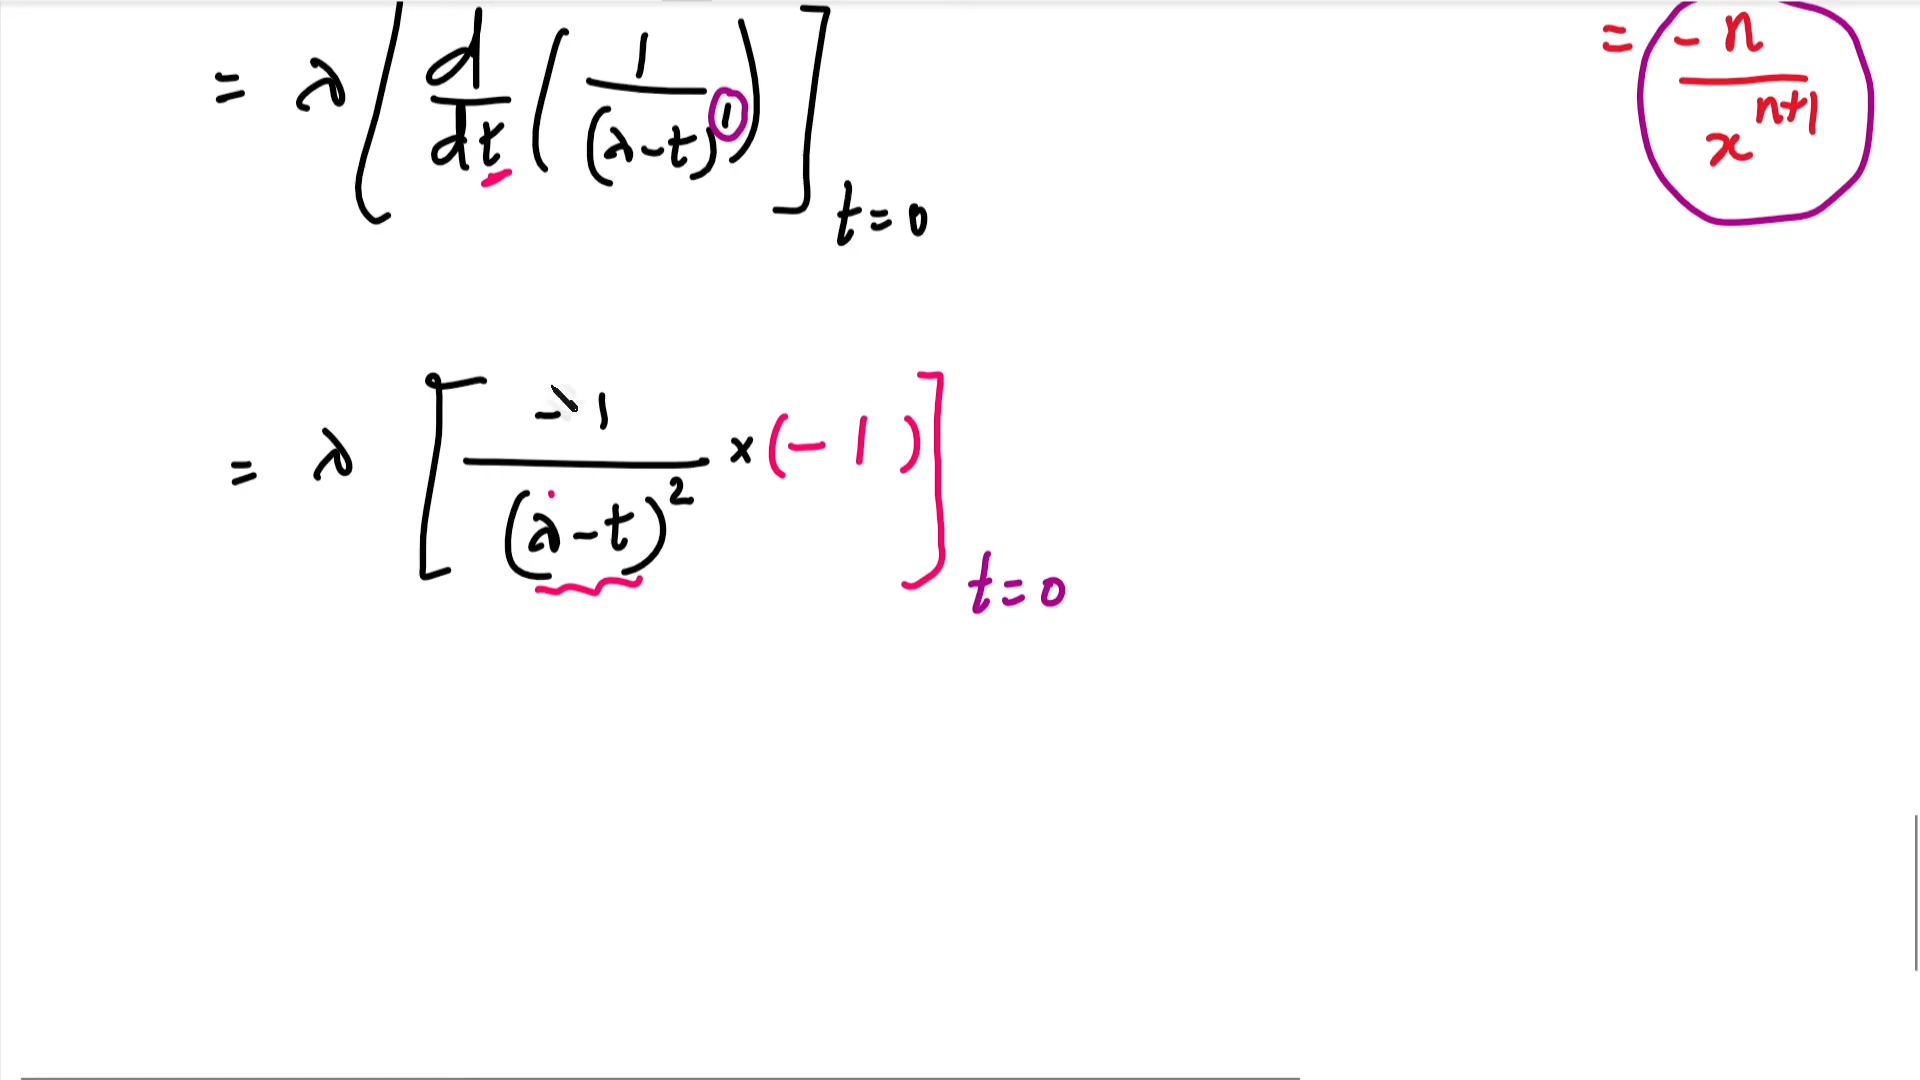 = λ [ d/dt ( 1/(λ-t)^1 ) ]_{t=0}
= -n/x^{n+1}
= λ [ -1/(λ-t)^2 × (-1) ]_{t=0}